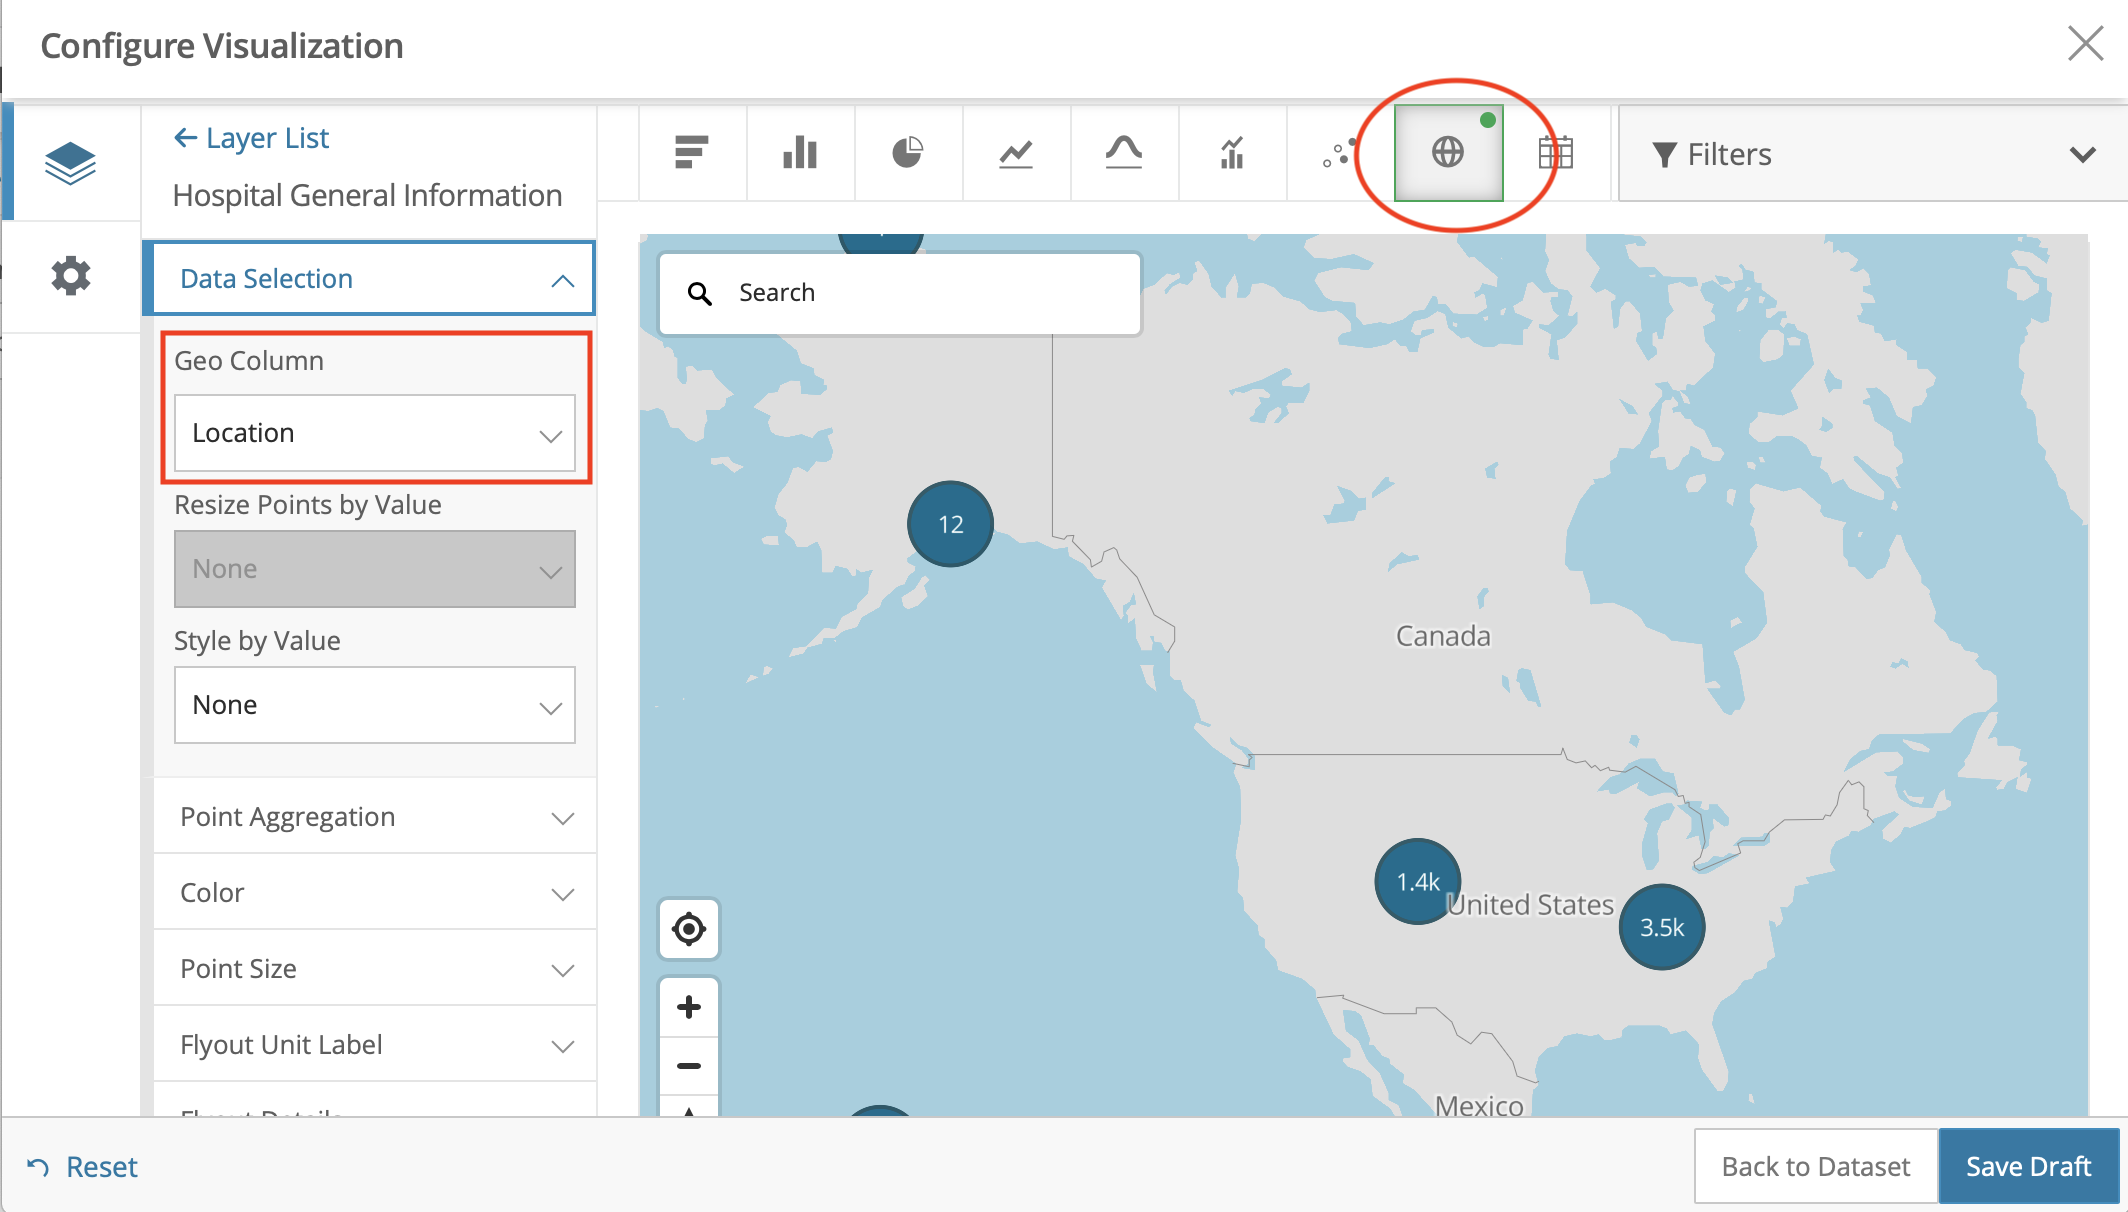 Configure Visualization
Layer List
Hospital General Information
Filters
Data Selection
Search
Geo Column
Location
Resize Points by Value
None
Style by Value
None
Point Aggregation
Color
Point Size
Flyout Unit Label
Flyout Details
12
Canada
1.4k
United States
3.5k
Mexico
Reset
Back to Dataset
Save Draft